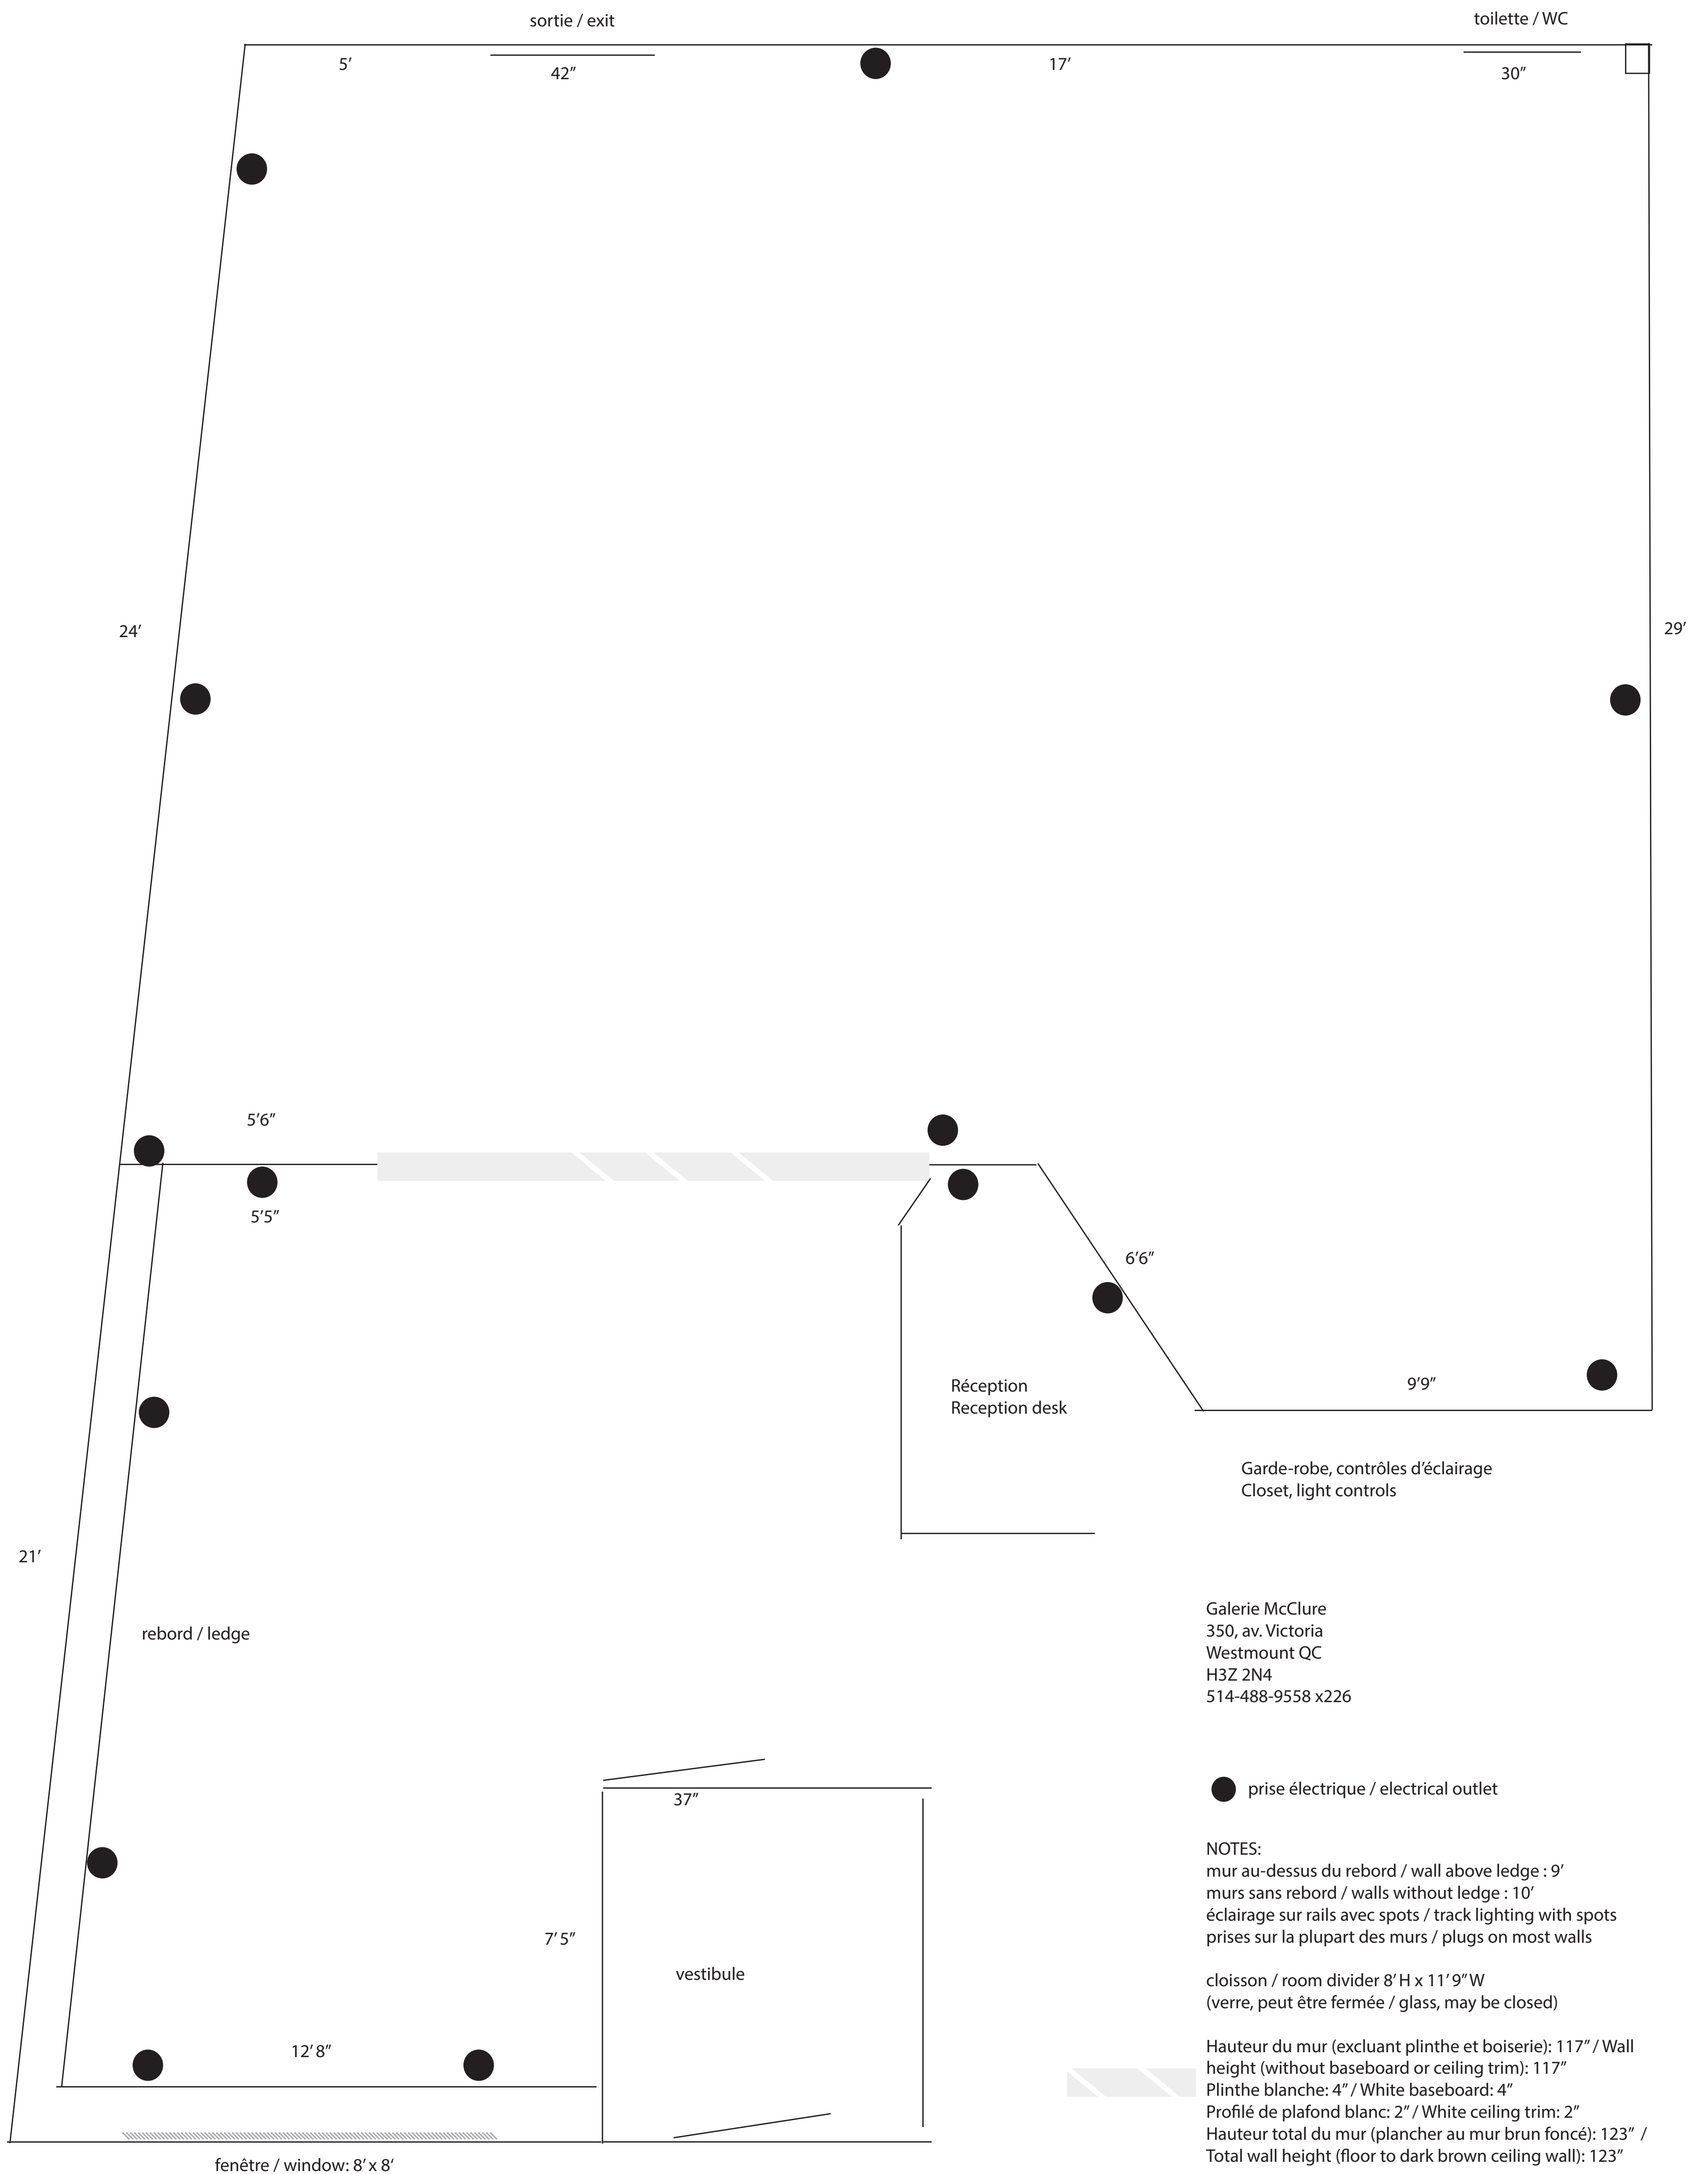 sortie / exit
toilette / WC
5’
42”
17’
30”
24’
29’
5’6”
5’5”
6’6”
9’9”
Réception
Reception desk
Garde-robe, contrôles d’éclairage
Closet, light controls
21’
rebord / ledge
Galerie McClure
350, av. Victoria
Westmount QC
H3Z 2N4
514-488-9558 x226
prise électrique / electrical outlet
37”
7’ 5”
vestibule
12’ 8”
fenêtre / window: 8’ x 8‘
NOTES:
mur au-dessus du rebord / wall above ledge : 9’
murs sans rebord / walls without ledge : 10’
éclairage sur rails avec spots / track lighting with spots
prises sur la plupart des murs / plugs on most walls
cloisson / room divider 8’ H x 11’ 9” W
(verre, peut être fermée / glass, may be closed)
Hauteur du mur (excluant plinthe et boiserie): 117” / Wall
height (without baseboard or ceiling trim): 117”
Plinthe blanche: 4” / White baseboard: 4”
Profilé de plafond blanc: 2” / White ceiling trim: 2”
Hauteur total du mur (plancher au mur brun foncé): 123” /
Total wall height (floor to dark brown ceiling wall): 123”